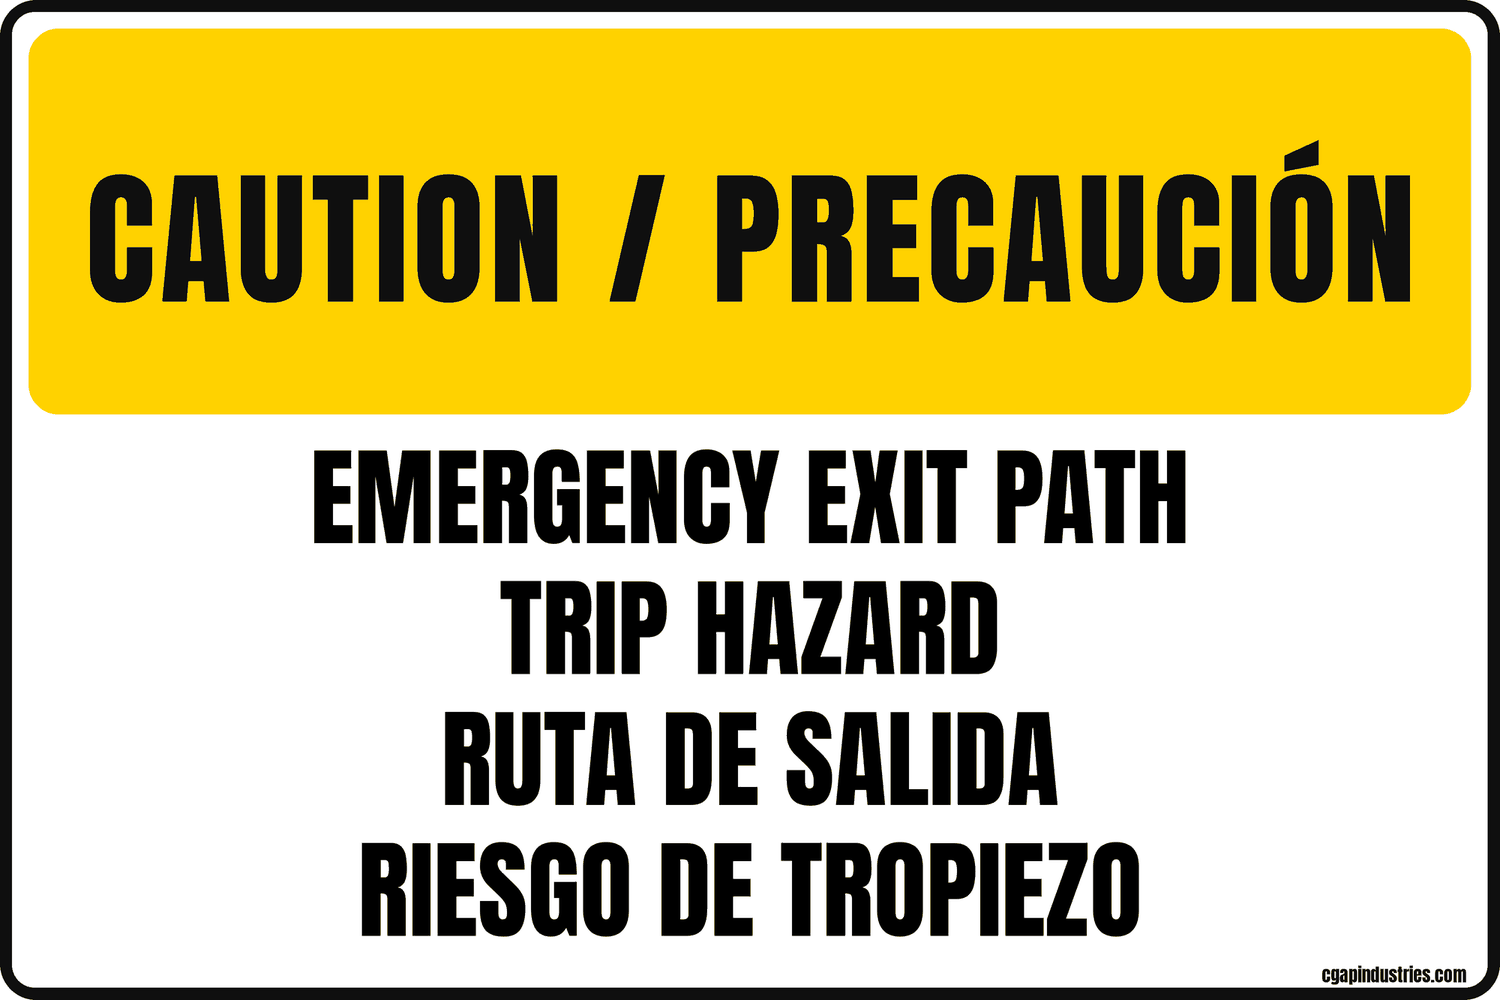 CAUTION / PRECAUCIÓN
EMERGENCY EXIT PATH
TRIP HAZARD
RUTA DE SALIDA
RIESGO DE TROPIEZO
cgapindustries.com